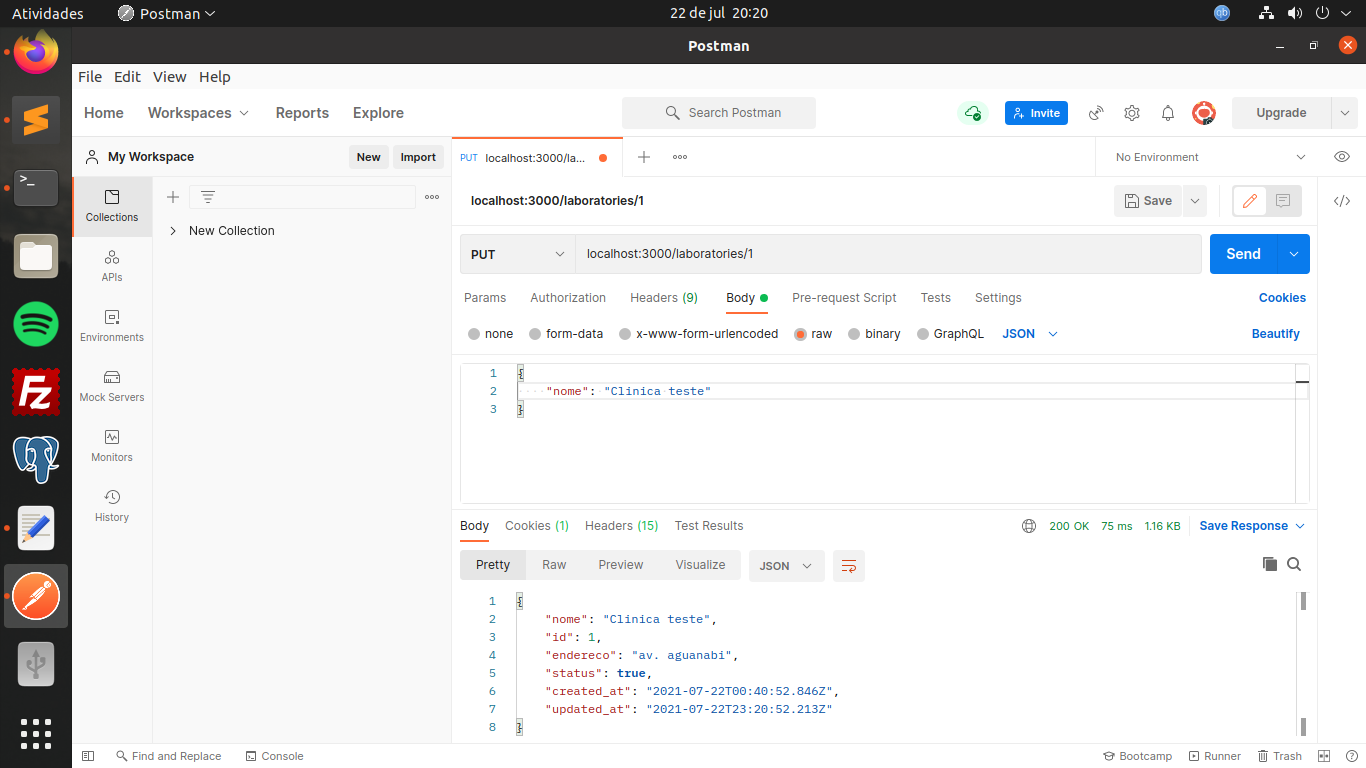 Atividades Postman 22 de jul 20:20
Postman
File Edit View Help
Home Workspaces Reports Explore Search Postman Invite Upgrade
My Workspace New Import PUT localhost:3000/la... No Environment
Collections
New Collection
APIs
Environments
Mock Servers
Monitors
History
localhost:3000/laboratories/1 Save
PUT localhost:3000/laboratories/1 Send
Params Authorization Headers (9) Body Pre-request Script Tests Settings Cookies
none form-data x-www-form-urlencoded raw binary GraphQL JSON Beautify
1 {
2 "nome": "Clinica teste"
3 }
Body Cookies (1) Headers (15) Test Results 200 OK 75 ms 1.16 KB Save Response
Pretty Raw Preview Visualize JSON
1 {
2 "nome": "Clinica teste",
3 "id": 1,
4 "endereco": "av. aguanabi",
5 "status": true,
6 "created_at": "2021-07-22T00:40:52.846Z",
7 "updated_at": "2021-07-22T23:20:52.213Z"
8 }
Find and Replace Console Bootcamp Runner Trash